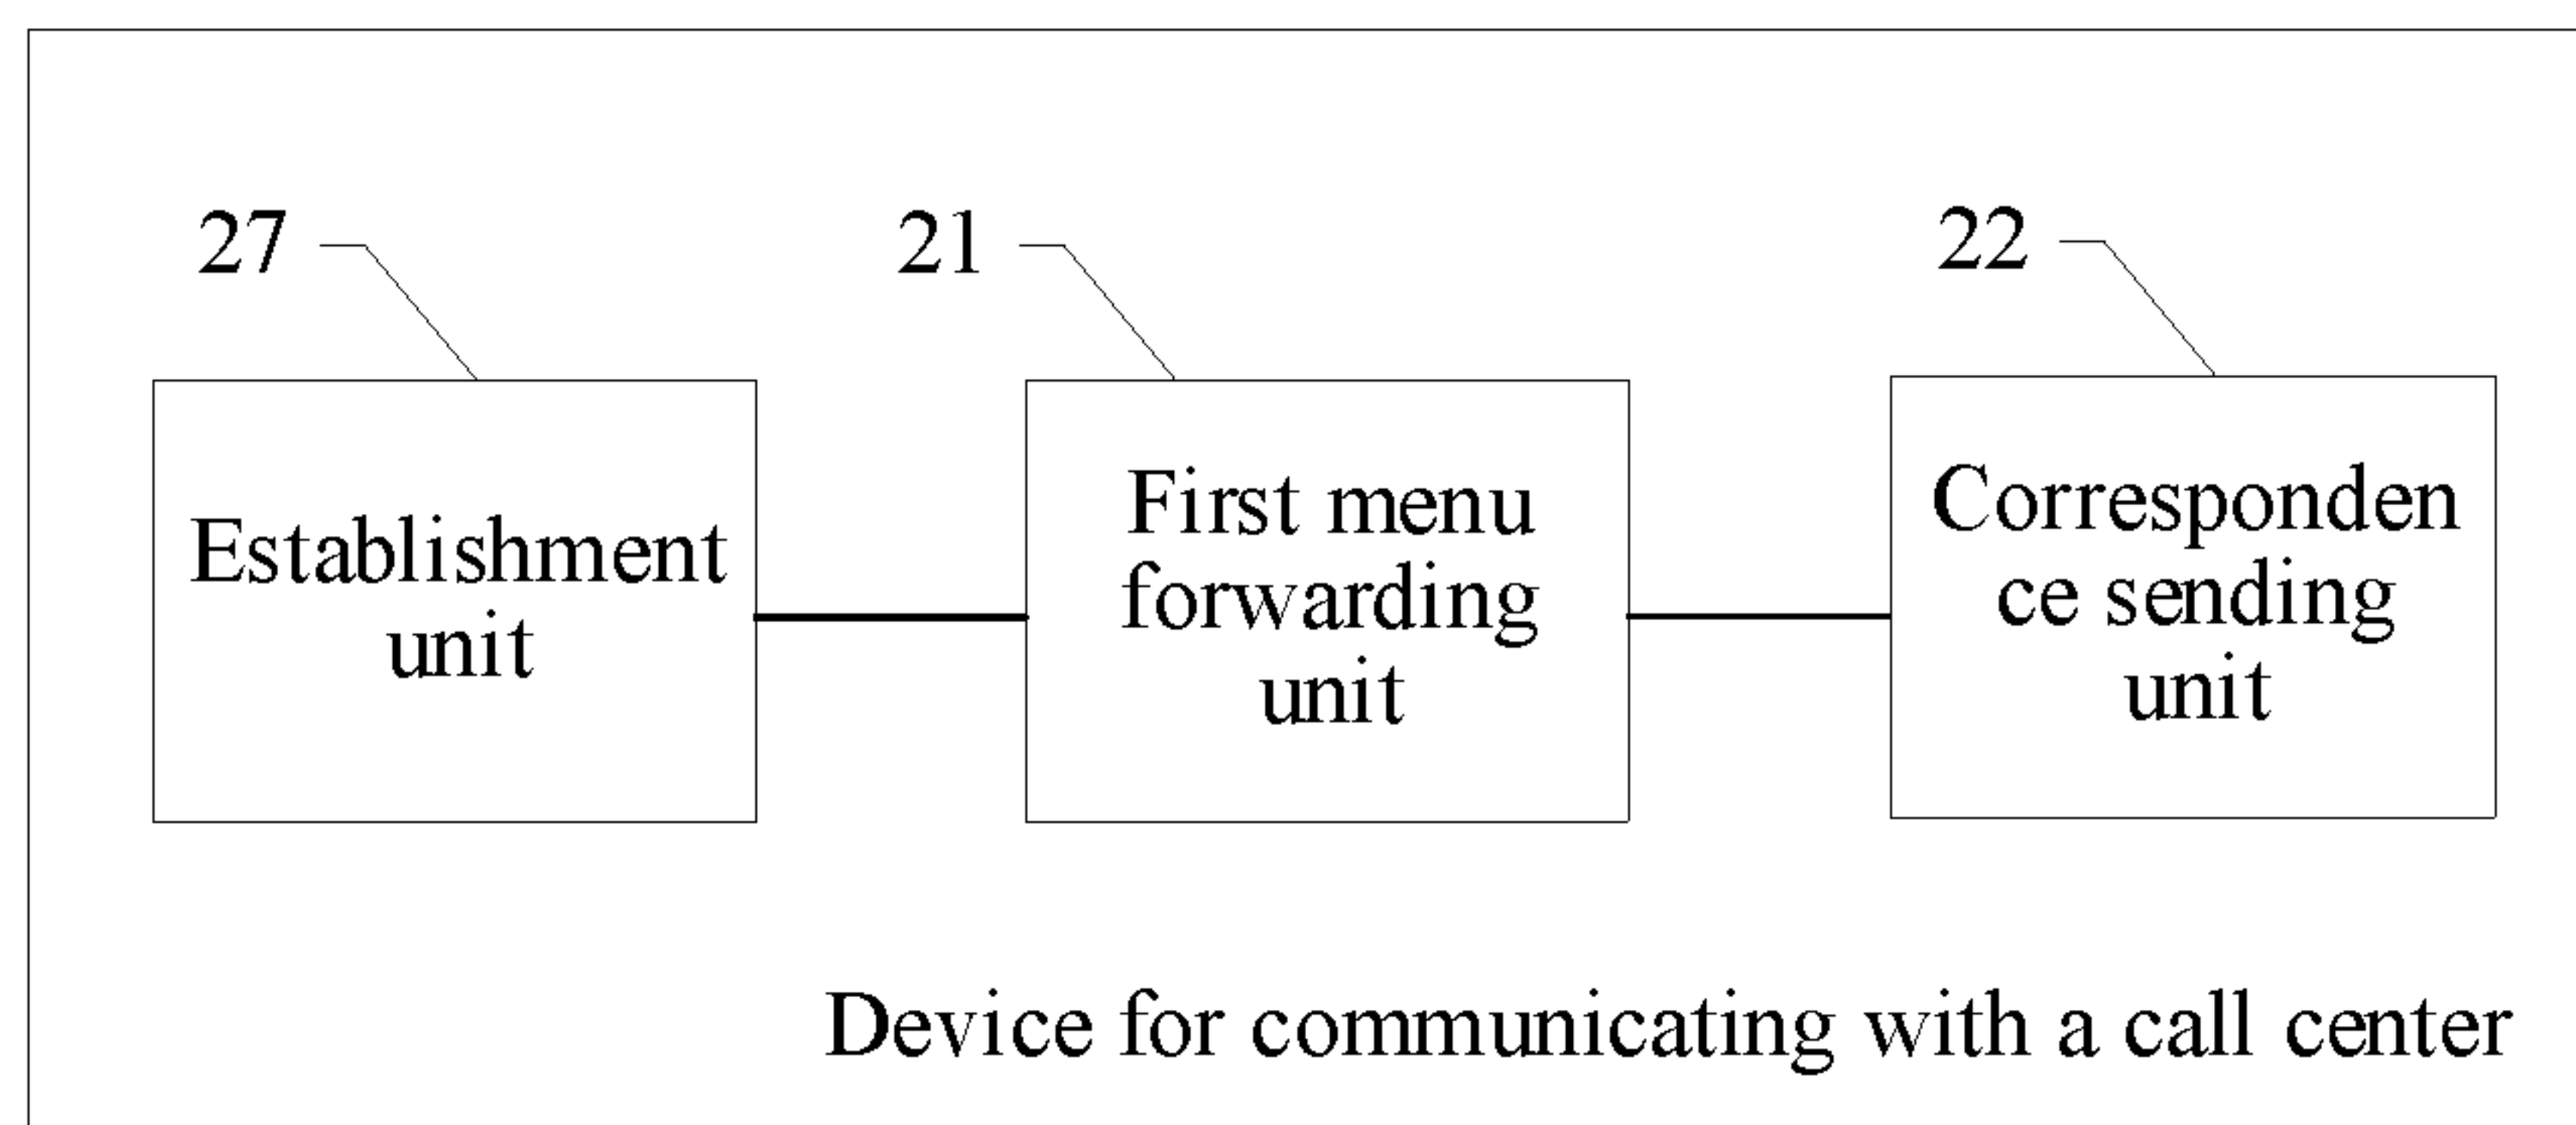 27
21
22
Establishment
unit
First menu
forwarding
unit
Corresponden
ce sending
unit
Device for communicating with a call center